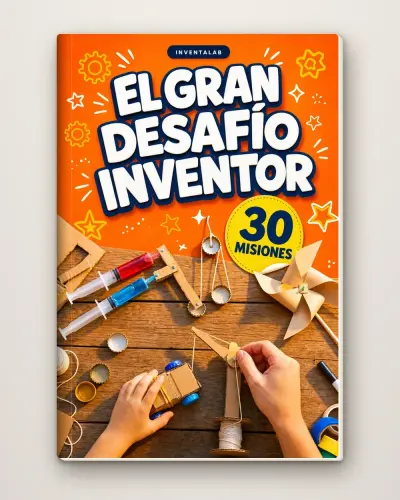 INVENTALAB
EL GRAN
DESAFÍO
INVENTOR
30
MISIONES